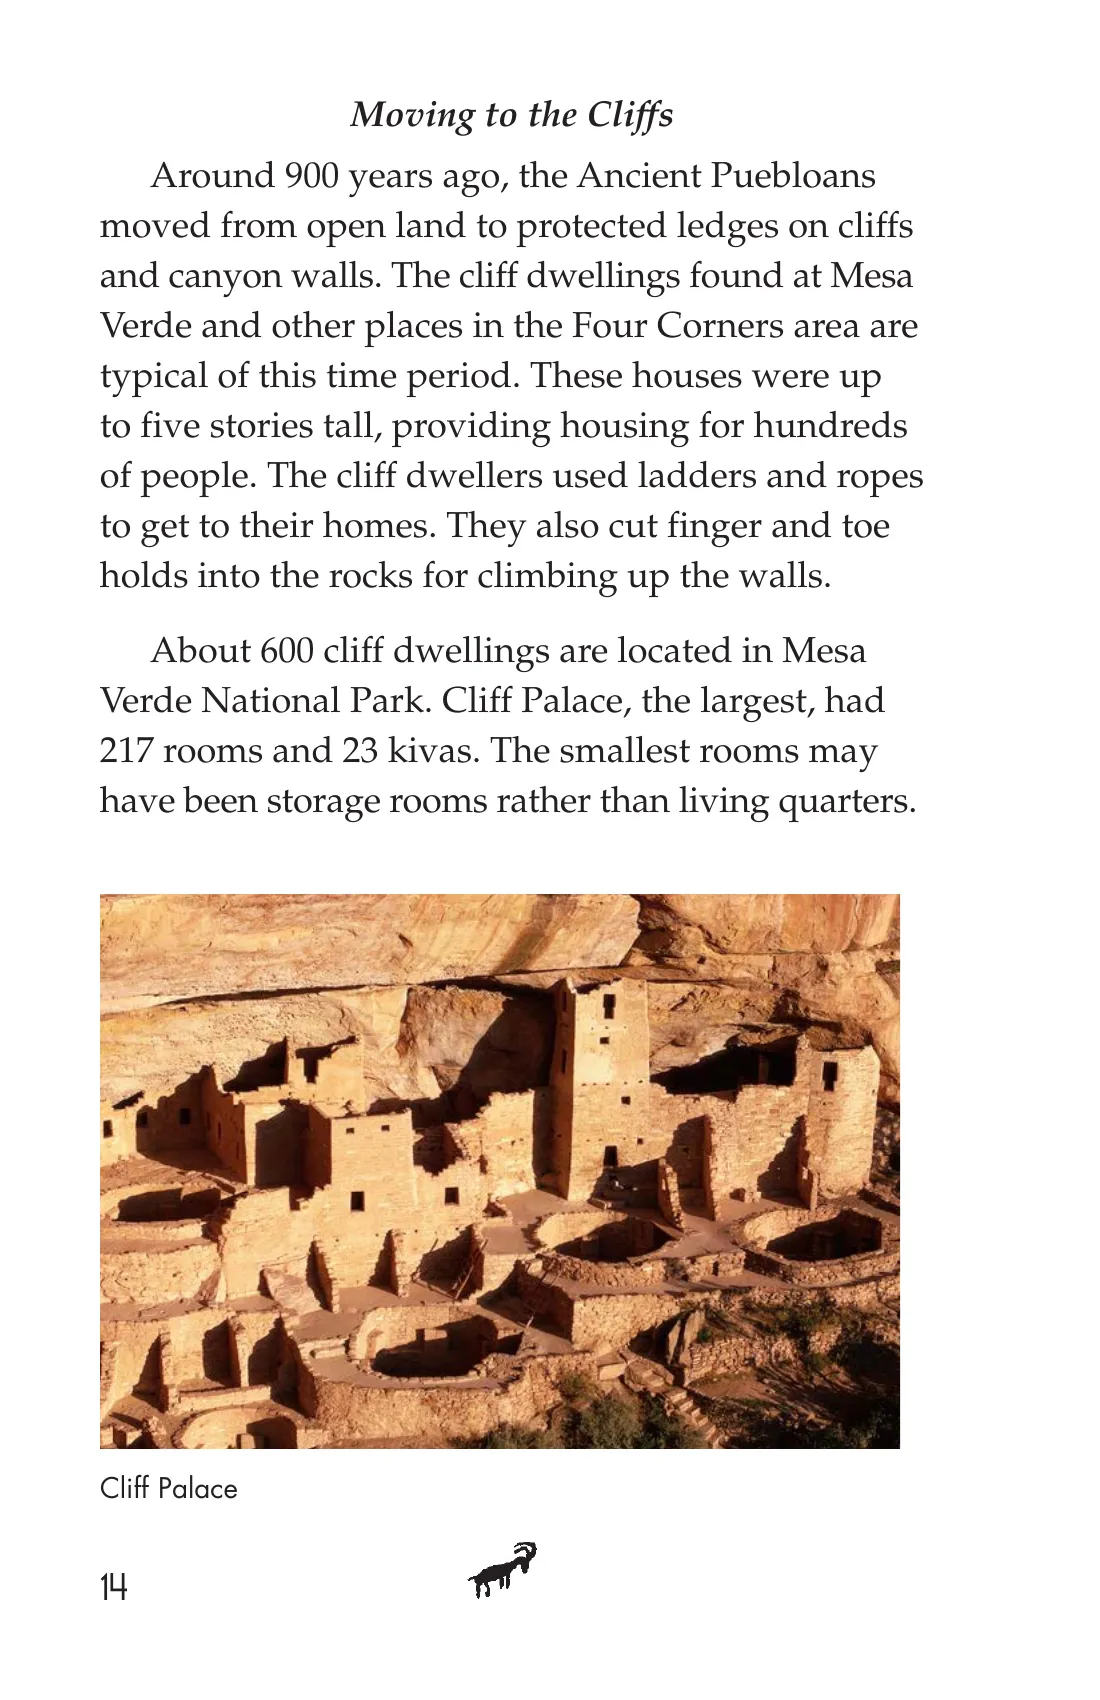 Moving to the Cliffs
Around 900 years ago, the Ancient Puebloans
moved from open land to protected ledges on cliffs
and canyon walls. The cliff dwellings found at Mesa
Verde and other places in the Four Corners area are
typical of this time period. These houses were up
to five stories tall, providing housing for hundreds
of people. The cliff dwellers used ladders and ropes
to get to their homes. They also cut finger and toe
holds into the rocks for climbing up the walls.
About 600 cliff dwellings are located in Mesa
Verde National Park. Cliff Palace, the largest, had
217 rooms and 23 kivas. The smallest rooms may
have been storage rooms rather than living quarters.
Cliff Palace
14